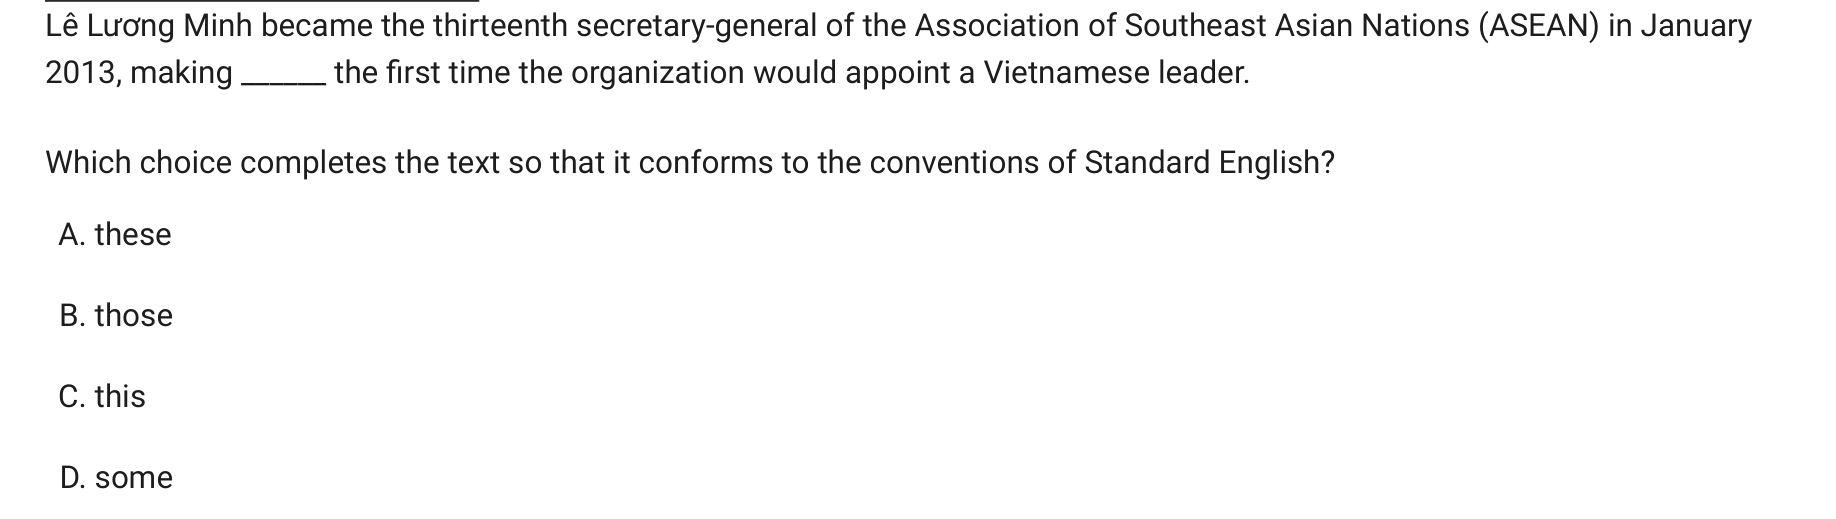 Lê Lương Minh became the thirteenth secretary-general of the Association of Southeast Asian Nations (ASEAN) in January
2013, making ______ the first time the organization would appoint a Vietnamese leader.
Which choice completes the text so that it conforms to the conventions of Standard English?
A. these
B. those
C. this
D. some